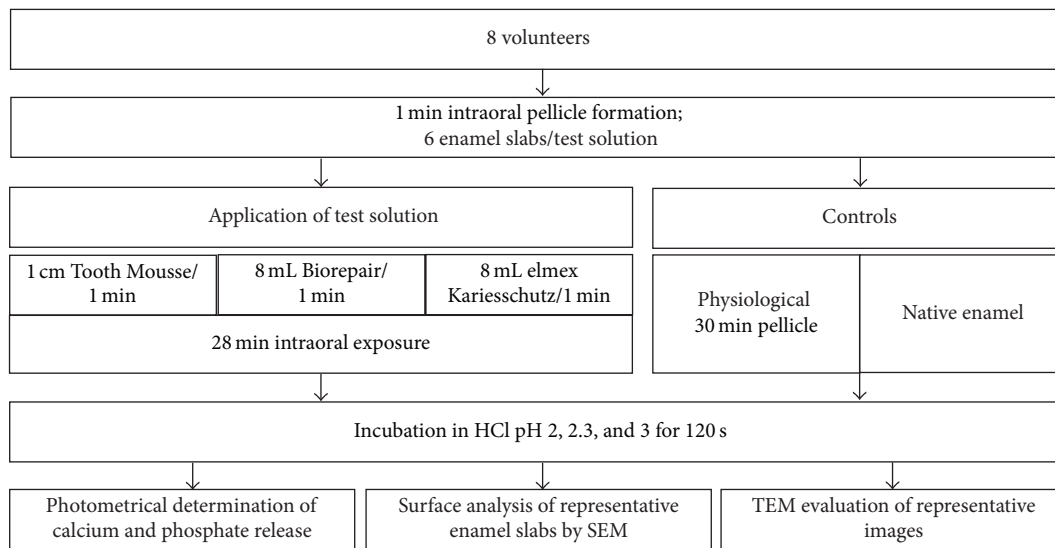 8 volunteers
1 min intraoral pellicle formation;
6 enamel slabs/test solution
Application of test solution
Controls
1 cm Tooth Mousse/
1 min
8 mL Biorepair/
1 min
8 mL elmex
Kariesschutz/1 min
28 min intraoral exposure
Physiological
30 min pellicle
Native enamel
Incubation in HCl pH 2, 2.3, and 3 for 120 s
Photometrical determination of
calcium and phosphate release
Surface analysis of representative
enamel slabs by SEM
TEM evaluation of representative
images